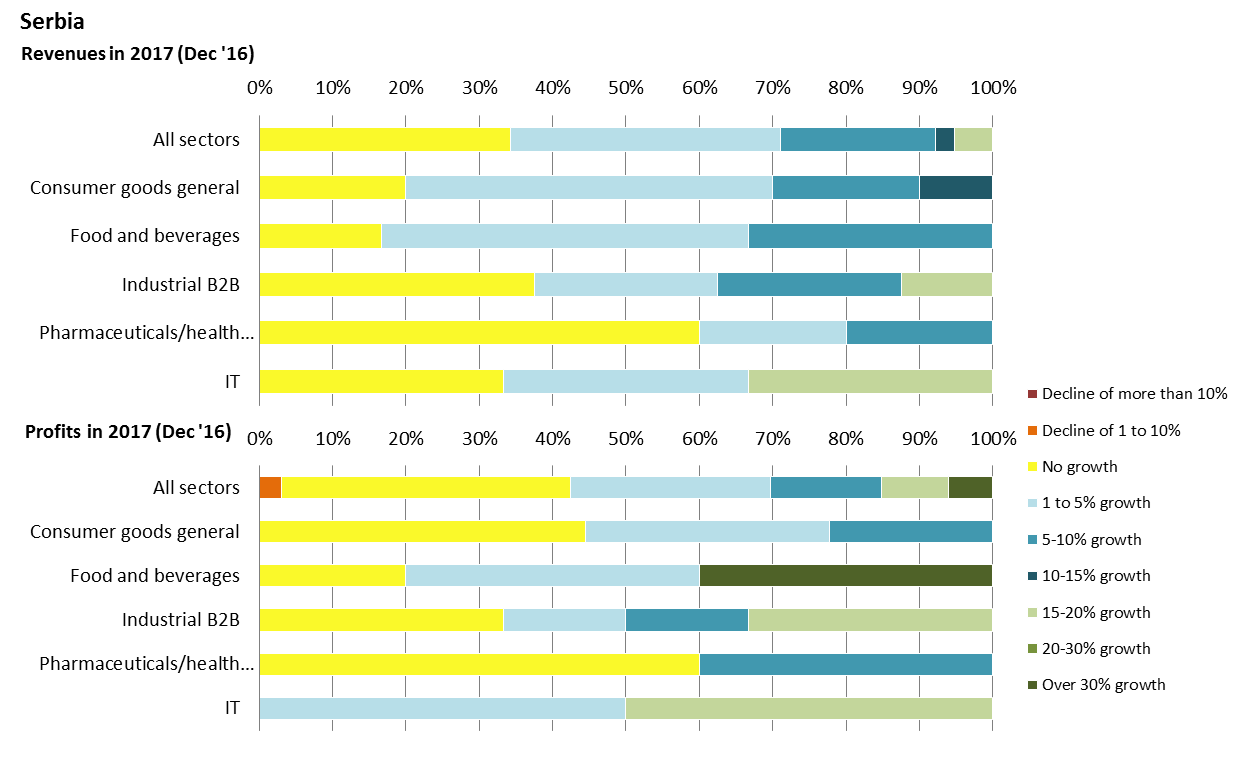 Serbia
Revenues in 2017 (Dec '16)
0% 10% 20% 30% 40% 50% 60% 70% 80% 90% 100%
All sectors
Consumer goods general
Food and beverages
Industrial B2B
Pharmaceuticals/health...
IT
Profits in 2017 (Dec '16)
0% 10% 20% 30% 40% 50% 60% 70% 80% 90% 100%
All sectors
Consumer goods general
Food and beverages
Industrial B2B
Pharmaceuticals/health...
IT
Decline of more than 10%
Decline of 1 to 10%
No growth
1 to 5% growth
5-10% growth
10-15% growth
15-20% growth
20-30% growth
Over 30% growth